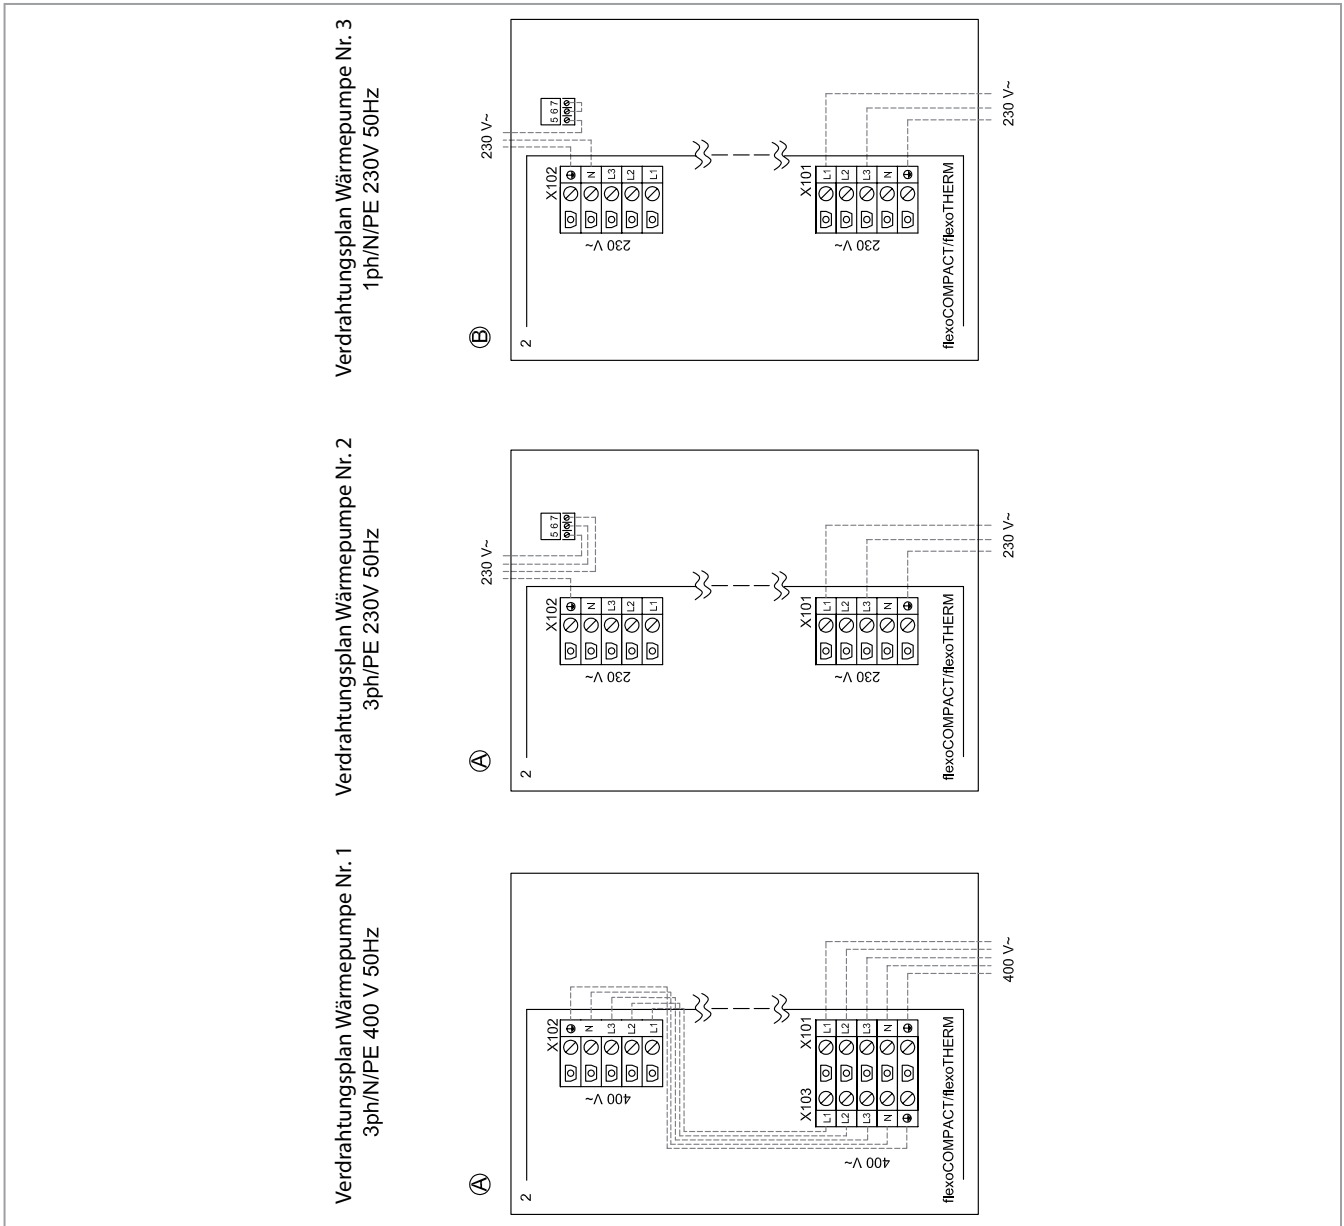 Verdrahtungsplan Wärmepumpe Nr. 1
3ph/N/PE 400 V 50Hz
A
2
X102
N
L3
L2
L1
400 V~
X103
X101
L1 L1
L2 L2
L3 L3
N N
400 V~
flexoCOMPACT/flexoTHERM
400 V~
Verdrahtungsplan Wärmepumpe Nr. 2
3ph/PE 230V 50Hz
A
230 V~
2
5 6 7
X102
N
L3
L2
L1
230 V~
X101
L1
L2
L3
N
230 V~
flexoCOMPACT/flexoTHERM
230 V~
Verdrahtungsplan Wärmepumpe Nr. 3
1ph/N/PE 230V 50Hz
B
230 V~
2
5 6 7
X102
N
L3
L2
L1
230 V~
X101
L1
L2
L3
N
230 V~
flexoCOMPACT/flexoTHERM
230 V~